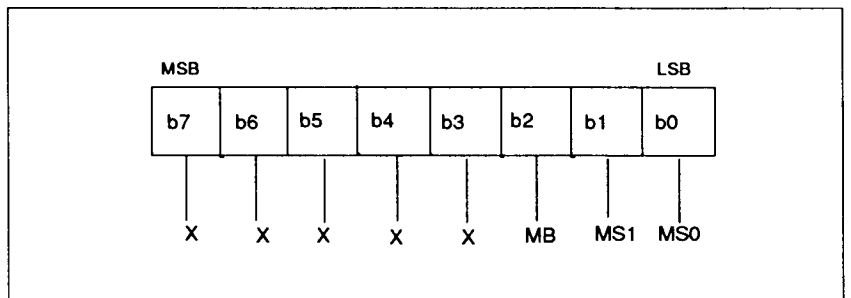 MSB LSB
b7 b6 b5 b4 b3 b2 b1 b0
X X X X X MB MS1 MS0